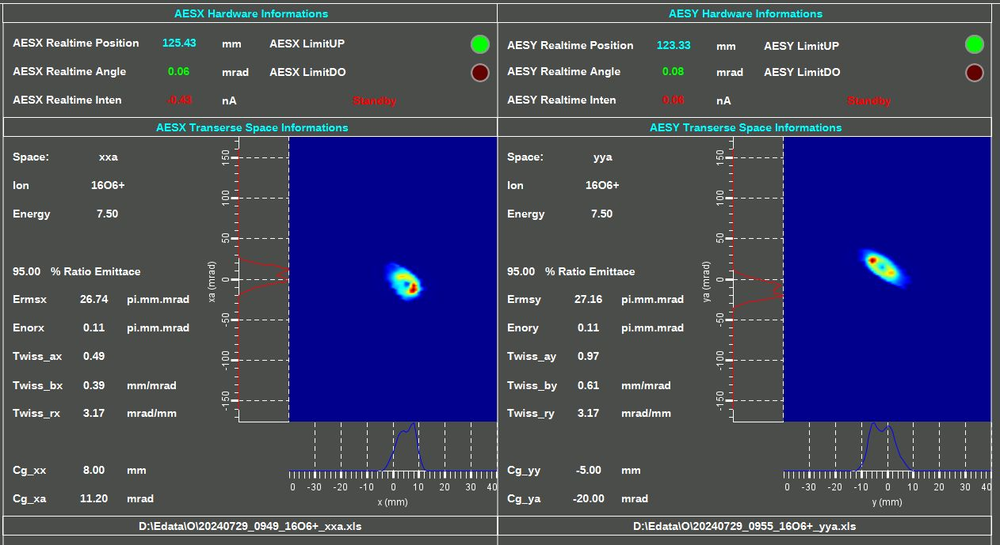 AESX Hardware Informations
AESX Realtime Position 125.43 mm AESX LimitUP
AESX Realtime Angle 0.06 mrad AESX LimitDO
AESX Realtime Inten -0.43 nA Standby
AESX Transerse Space Informations
Space: xxa
Ion 16O6+
Energy 7.50
95.00 % Ratio Emittace
Ermsx 26.74 pi.mm.mrad
Enorx 0.11 pi.mm.mrad
Twiss_ax 0.49
Twiss_bx 0.39 mm/mrad
Twiss_rx 3.17 mrad/mm
Cg_xx 8.00 mm
Cg_xa 11.20 mrad
150
100
50
0
-50
-100
-150
xa (mrad)
0 -30 -20 -10 0 10 20 30 40
x (mm)
D:\Edata\O\20240729_0949_16O6+_xxa.xls
AESY Hardware Informations
AESY Realtime Position 123.33 mm AESY LimitUP
AESY Realtime Angle 0.08 mrad AESY LimitDO
AESY Realtime Inten 0.06 nA Standby
AESY Transerse Space Informations
Space: yya
Ion 16O6+
Energy 7.50
95.00 % Ratio Emittace
Ermsy 27.16 pi.mm.mrad
Enory 0.11 pi.mm.mrad
Twiss_ay 0.97
Twiss_by 0.61 mm/mrad
Twiss_ry 3.17 mrad/mm
Cg_yy -5.00 mm
Cg_ya -20.00 mrad
150
100
50
0
-50
-100
-150
ya (mrad)
0 -30 -20 -10 0 10 20 30 40
y (mm)
D:\Edata\O\20240729_0955_16O6+_yya.xls